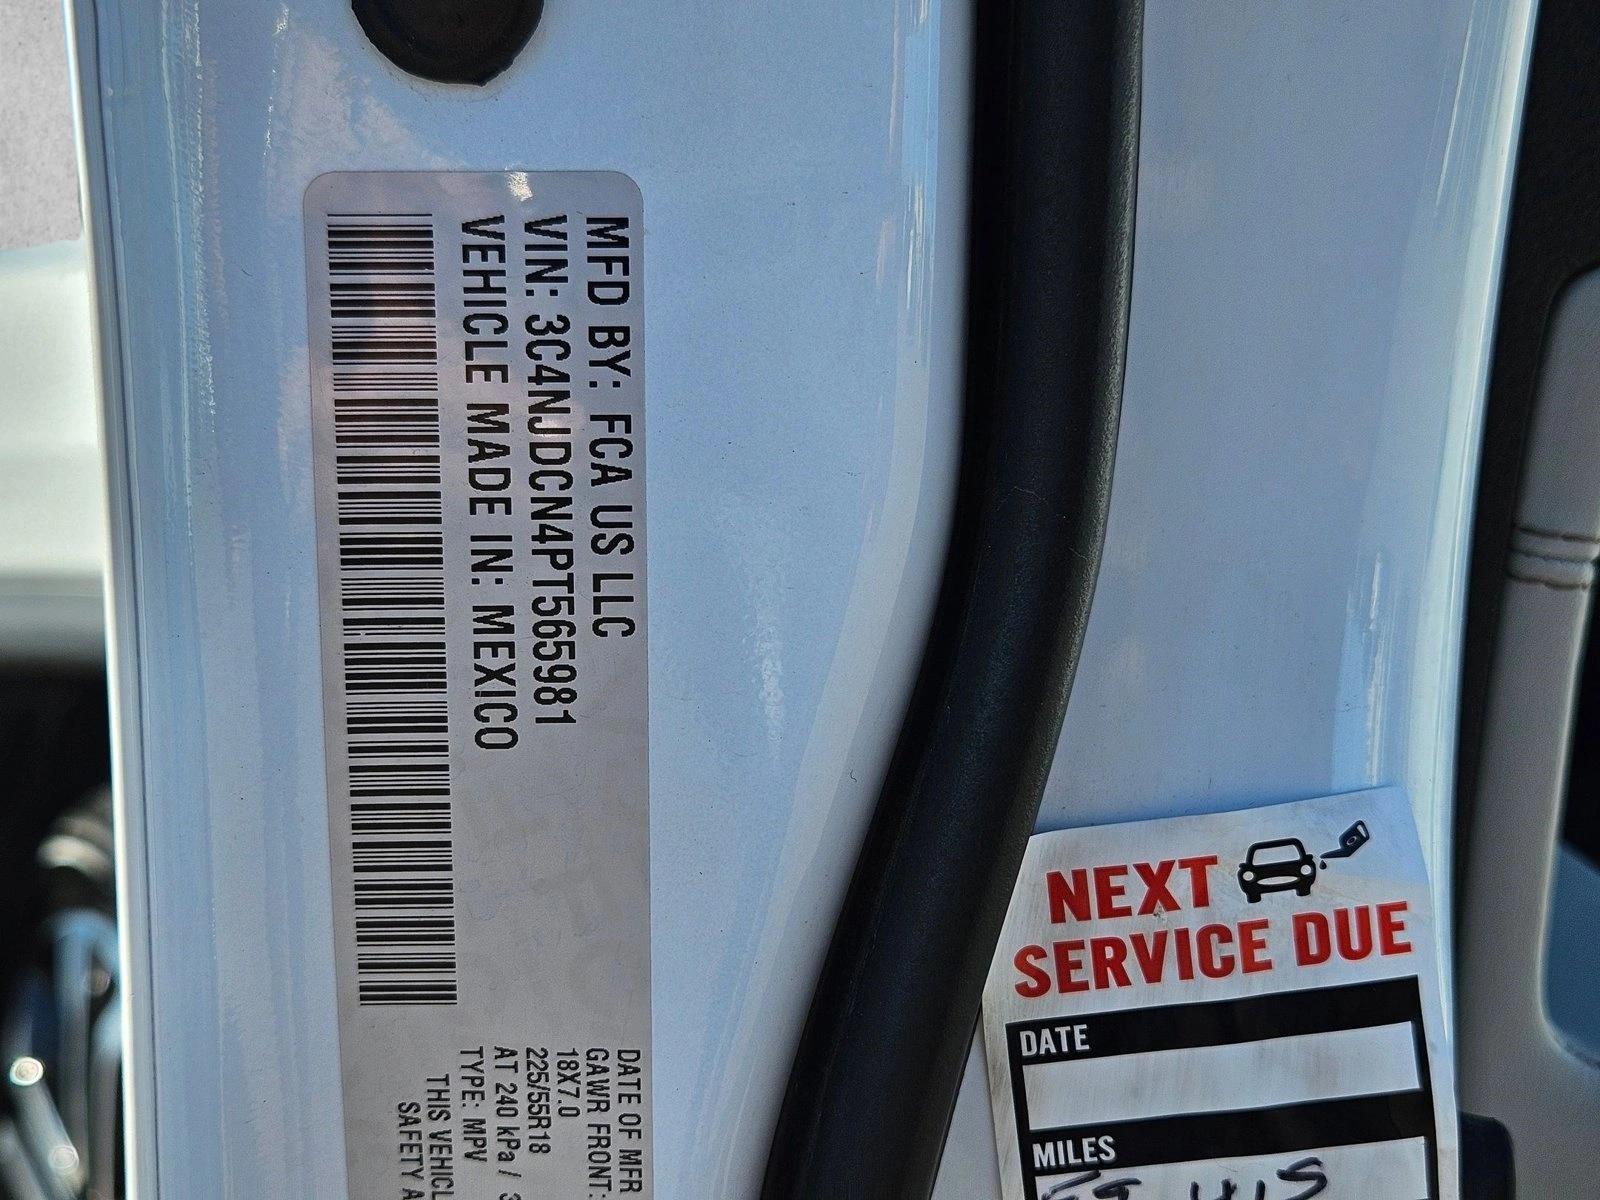 MFD BY: FCA US LLC
VIN: 3C4NJDCN4PT565981
VEHICLE MADE IN: MEXICO
DATE OF MFR
GAWR FRONT:
18X7.0
225/55R18
AT 240 kPa /
TYPE: MPV
THIS
SAFETY
NEXT
SERVICE DUE
DATE
MILES